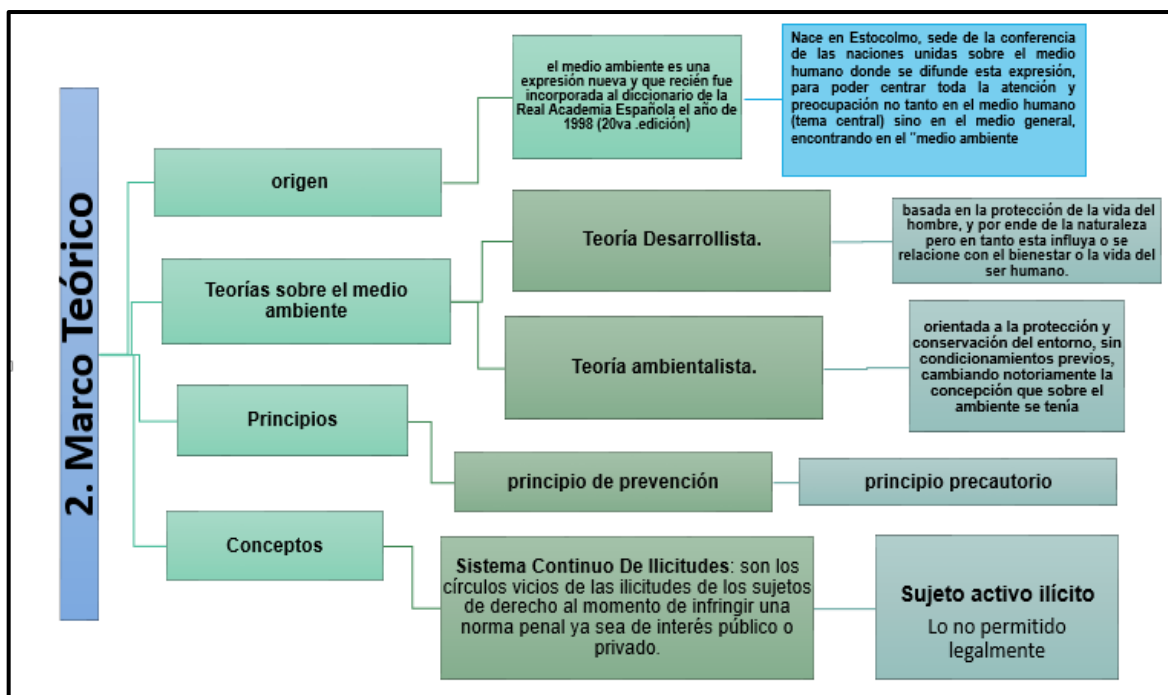 2. Marco Teórico
origen
el medio ambiente es una
expresión nueva y que recién fue
incorporada al diccionario de la
Real Academia Española el año de
1998 (20va .edición)
Nace en Estocolmo, sede de la conferencia
de las naciones unidas sobre el medio
humano donde se difunde esta expresión,
para poder centrar toda la atención y
preocupación no tanto en el medio humano
(tema central) sino en el medio general,
encontrando en el "medio ambiente
Teorías sobre el medio
ambiente
Teoría Desarrollista.
basada en la protección de la vida del
hombre, y por ende de la naturaleza
pero en tanto esta influya o se
relacione con el bienestar o la vida del
ser humano.
Teoría ambientalista.
orientada a la protección y
conservación del entorno, sin
condicionamientos previos,
cambiando notoriamente la
concepción que sobre el
ambiente se tenía
Principios
principio de prevención
principio precautorio
Conceptos
Sistema Continuo De Ilicitudes: son los
círculos vicios de las ilicitudes de los sujetos
de derecho al momento de infringir una
norma penal ya sea de interés público o
privado.
Sujeto activo ilícito
Lo no permitido
legalmente